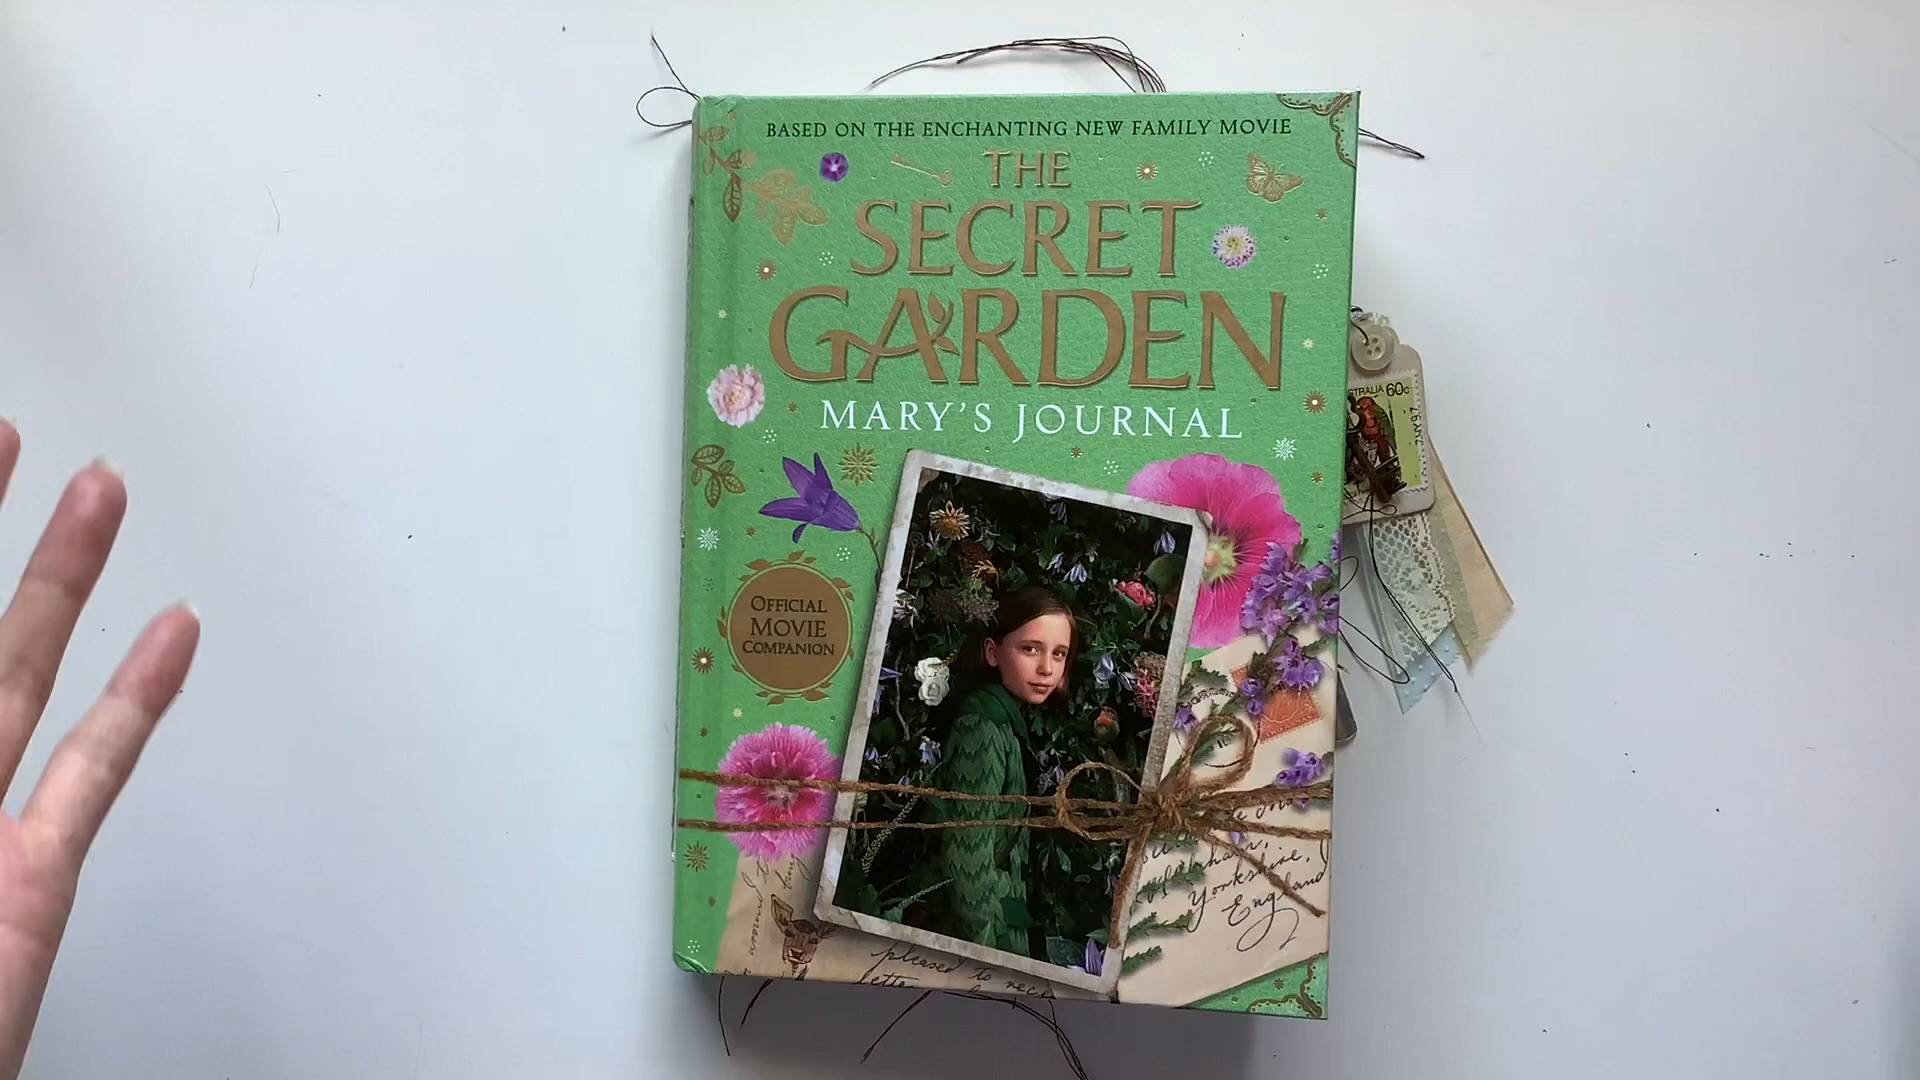 BASED ON THE ENCHANTING NEW FAMILY MOVIE
THE
SECRET
GARDEN
MARY'S JOURNAL
OFFICIAL
MOVIE
COMPANION
STRALIA 60c
Yorkshire,
England
pleased to rece